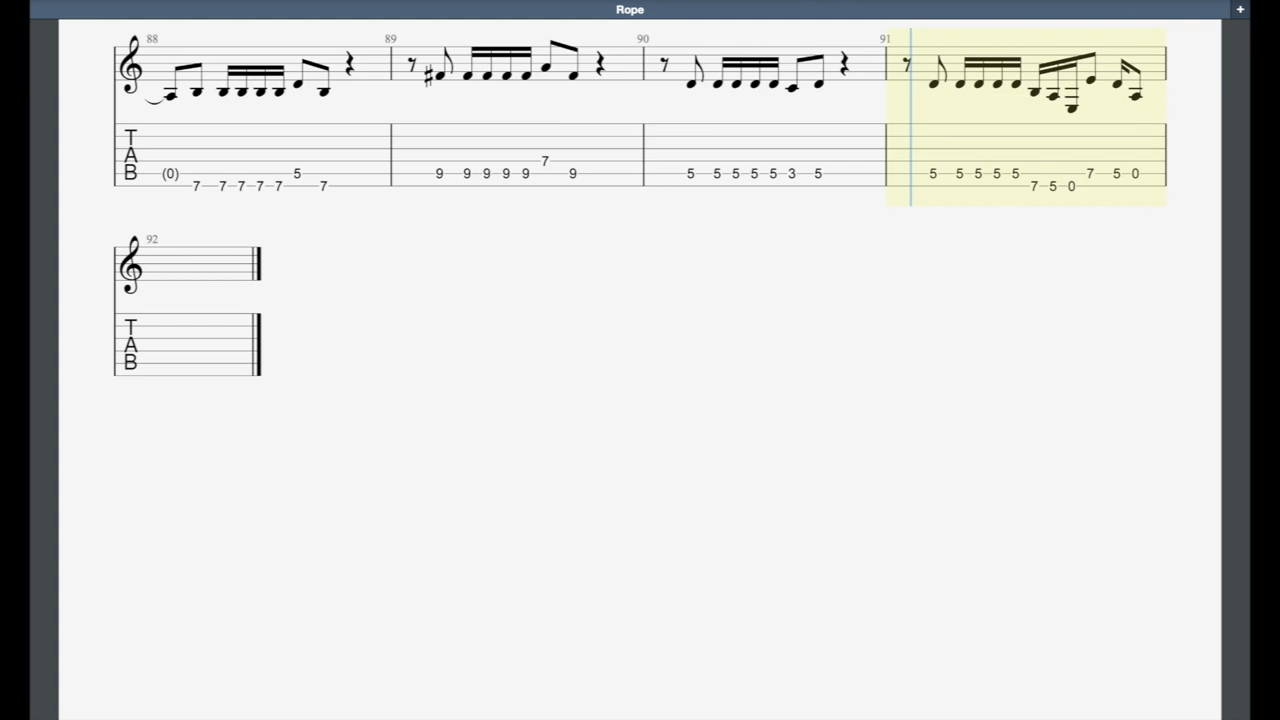 Rope +
88 89 90 91
T (0) 5 7 7
A 9 9 9 9 9 9 5 5 5 5 5 3 5 5 5 5 5 5 7 5 0
B 7 7 7 7 7 7 7 5 0
92
T
A
B